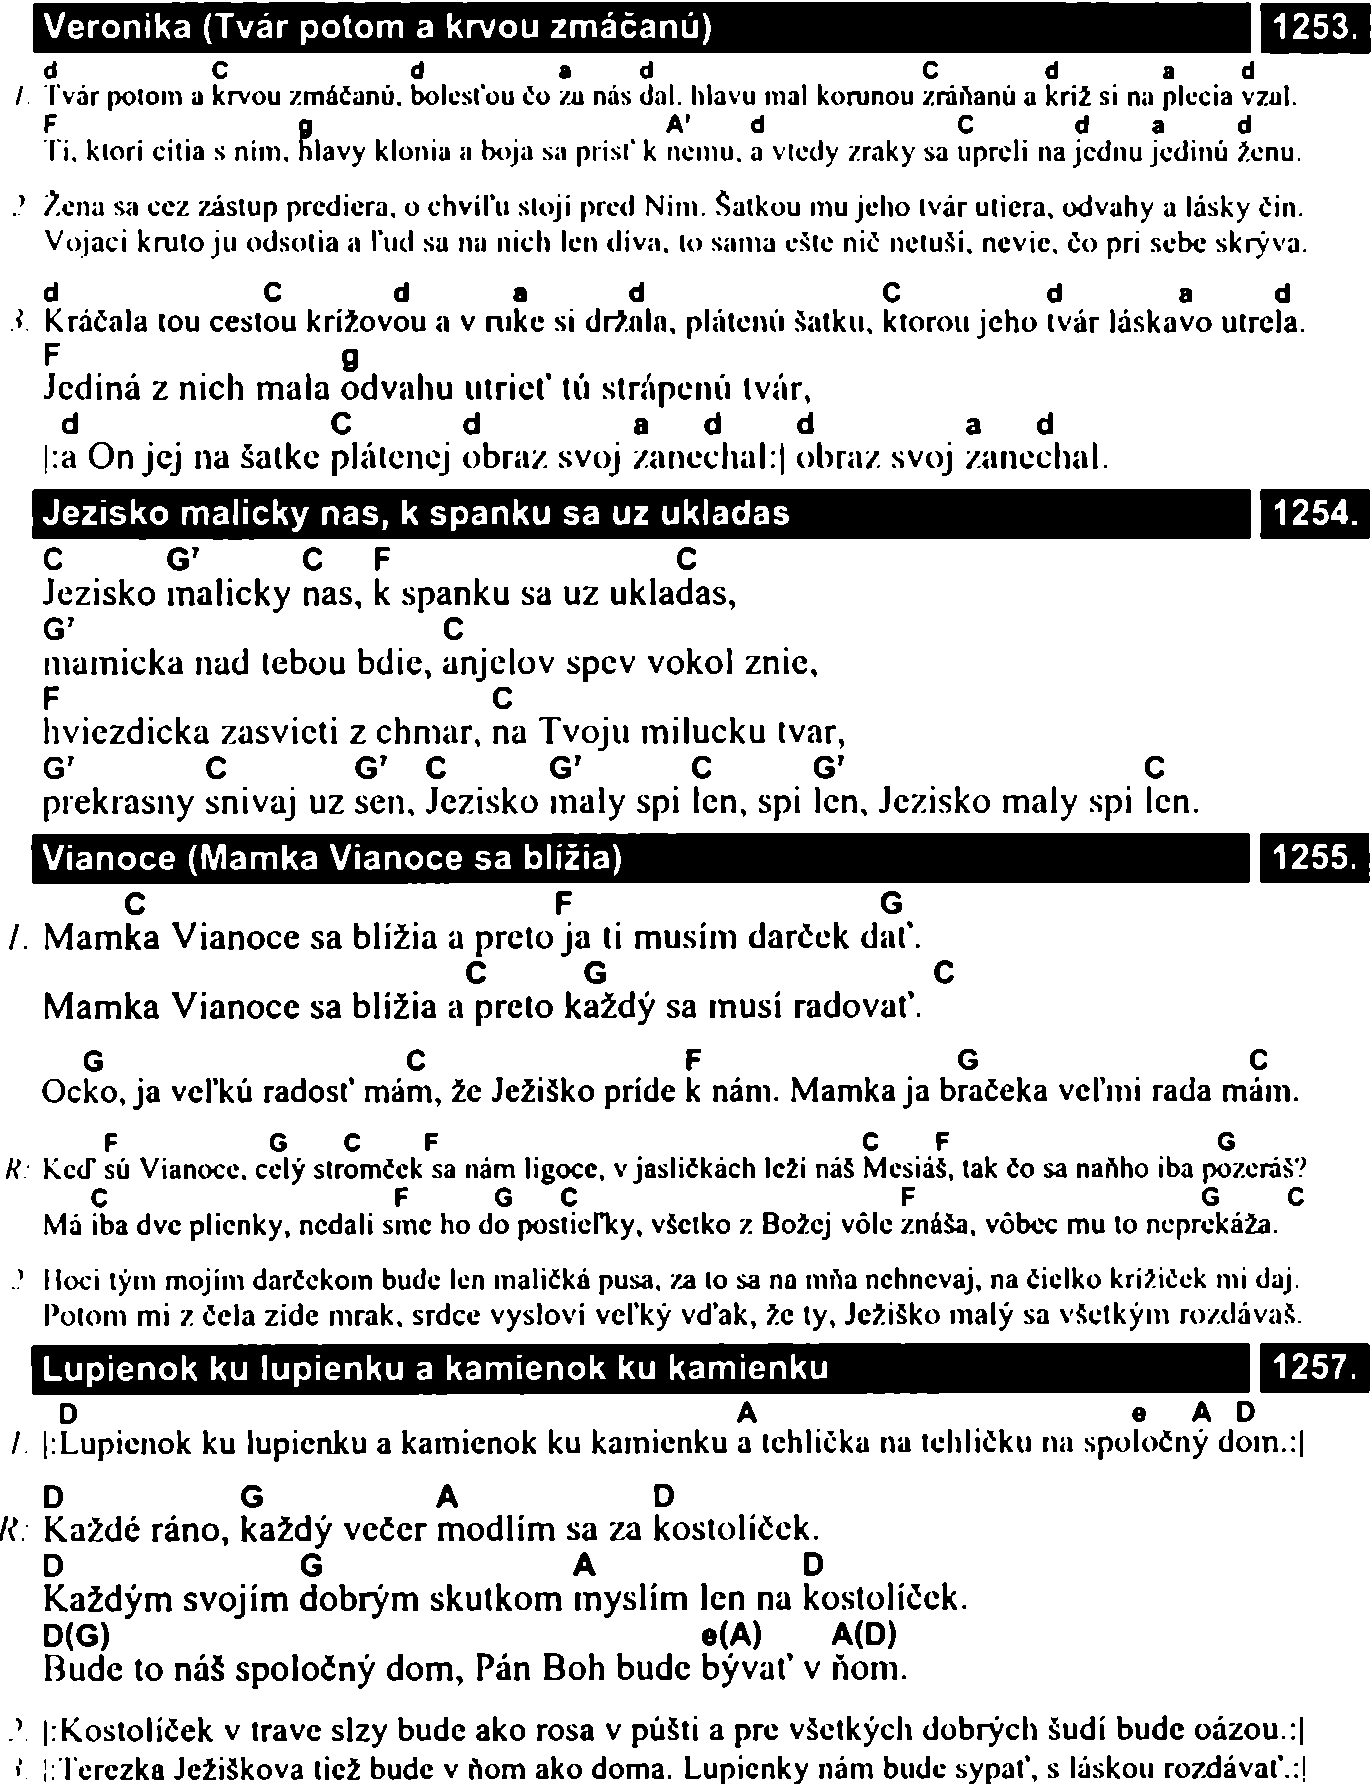 Veronika (Tvár potom a krvou zmáčanú) 1253.
d C d a d C d a d
1. Tvár potom a krvou zmáčanú, bolesťou čo za nás dal, hlavu mal korunou zráňanú a kríž si na plecia vzal.
F g A7 d C d a d
Tí, ktorí cítia s ním, hlavy klonia a boja sa prísť k nemu, a vtedy zraky sa upreli na jednu jedinú ženu.
2. Žena sa cez zástup prediera, o chvíľu stojí pred Ním. Šatkou mu jeho tvár utiera, odvahy a lásky čin.
Vojaci kruto ju odsotia a ľud sa na nich len díva, to sama ešte nič netuší, nevie, čo pri sebe skrýva.
d C d a d C d a d
3. Kráčala tou cestou krížovou a v ruke si držala, plátenú šatku, ktorou jeho tvár láskavo utrela.
F g
Jediná z nich mala odvahu utrieť tú strápenú tvár,
d C d a d d a d
|:a On jej na šatke plátenej obraz svoj zanechal:| obraz svoj zanechal.
Jezisko malicky nas, k spanku sa uz ukladas 1254.
C G7 C F C
Jezisko malicky nas, k spanku sa uz ukladas,
G7 C
mamicka nad tebou bdie, anjelov spev vokol znie,
F C
hviezdicka zasvieti z chmar, na Tvoju milucku tvar,
G7 C G7 C G7 C G7 C
prekrasny snivaj uz sen, Jezisko maly spi len, spi len, Jezisko maly spi len.
Vianoce (Mamka Vianoce sa blížia) 1255.
C F G
1. Mamka Vianoce sa blížia a preto ja ti musím darček dať.
C G C
Mamka Vianoce sa blížia a preto každý sa musí radovať.
G C F G C
Ocko, ja veľkú radosť mám, že Ježiško príde k nám. Mamka ja bračeka veľmi rada mám.
F G C F C F G
R: Keď sú Vianoce, celý stromček sa nám ligoce, v jasličkách leží náš Mesiáš, tak čo sa naňho iba pozeráš?
C F G C F G C
Má iba dve plienky, nedali sme ho do postieľky, všetko z Božej vôle znáša, vôbec mu to neprekáža.
2. Hoci tým mojím darčekom bude len maličká pusa, za to sa na mňa nehnevaj, na čielko krížiček mi daj.
Potom mi z čela zíde mrak, srdce vysloví veľký vďak, že ty, Ježiško malý sa všetkým rozdávaš.
Lupienok ku lupienku a kamienok ku kamienku 1257.
D A e A D
1. |:Lupienok ku lupienku a kamienok ku kamienku a tehlička na tehličku na spoločný dom.:|
D G A D
R: Každé ráno, každý večer modlím sa za kostolíček.
D G A D
Každým svojím dobrým skutkom myslím len na kostolíček.
D(G) e(A) A(D)
Bude to náš spoločný dom, Pán Boh bude bývať v ňom.
2. |:Kostolíček v trave slzy bude ako rosa v púšti a pre všetkých dobrých šudí bude oázou.:|
3. |:Terezka Ježiškova tiež bude v ňom ako doma. Lupienky nám bude sypať, s láskou rozdávať.:|